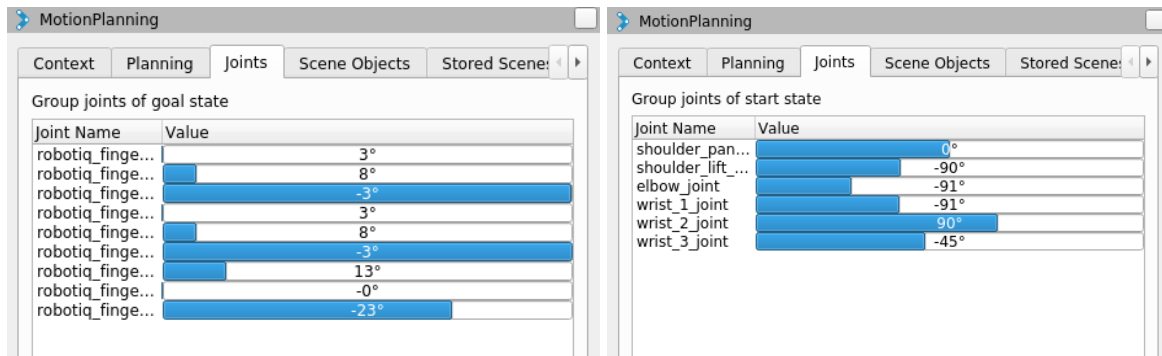 MotionPlanning
Context Planning Joints Scene Objects Stored Scene
Group joints of goal state
Joint Name Value
robotiq_finge... 3°
robotiq_finge... 8°
robotiq_finge... -3°
robotiq_finge... 3°
robotiq_finge... 8°
robotiq_finge... -3°
robotiq_finge... 13°
robotiq_finge... -0°
robotiq_finge... -23°
MotionPlanning
Context Planning Joints Scene Objects Stored Scene
Group joints of start state
Joint Name Value
shoulder_pan... 0°
shoulder_lift_... -90°
elbow_joint -91°
wrist_1_joint -91°
wrist_2_joint 90°
wrist_3_joint -45°